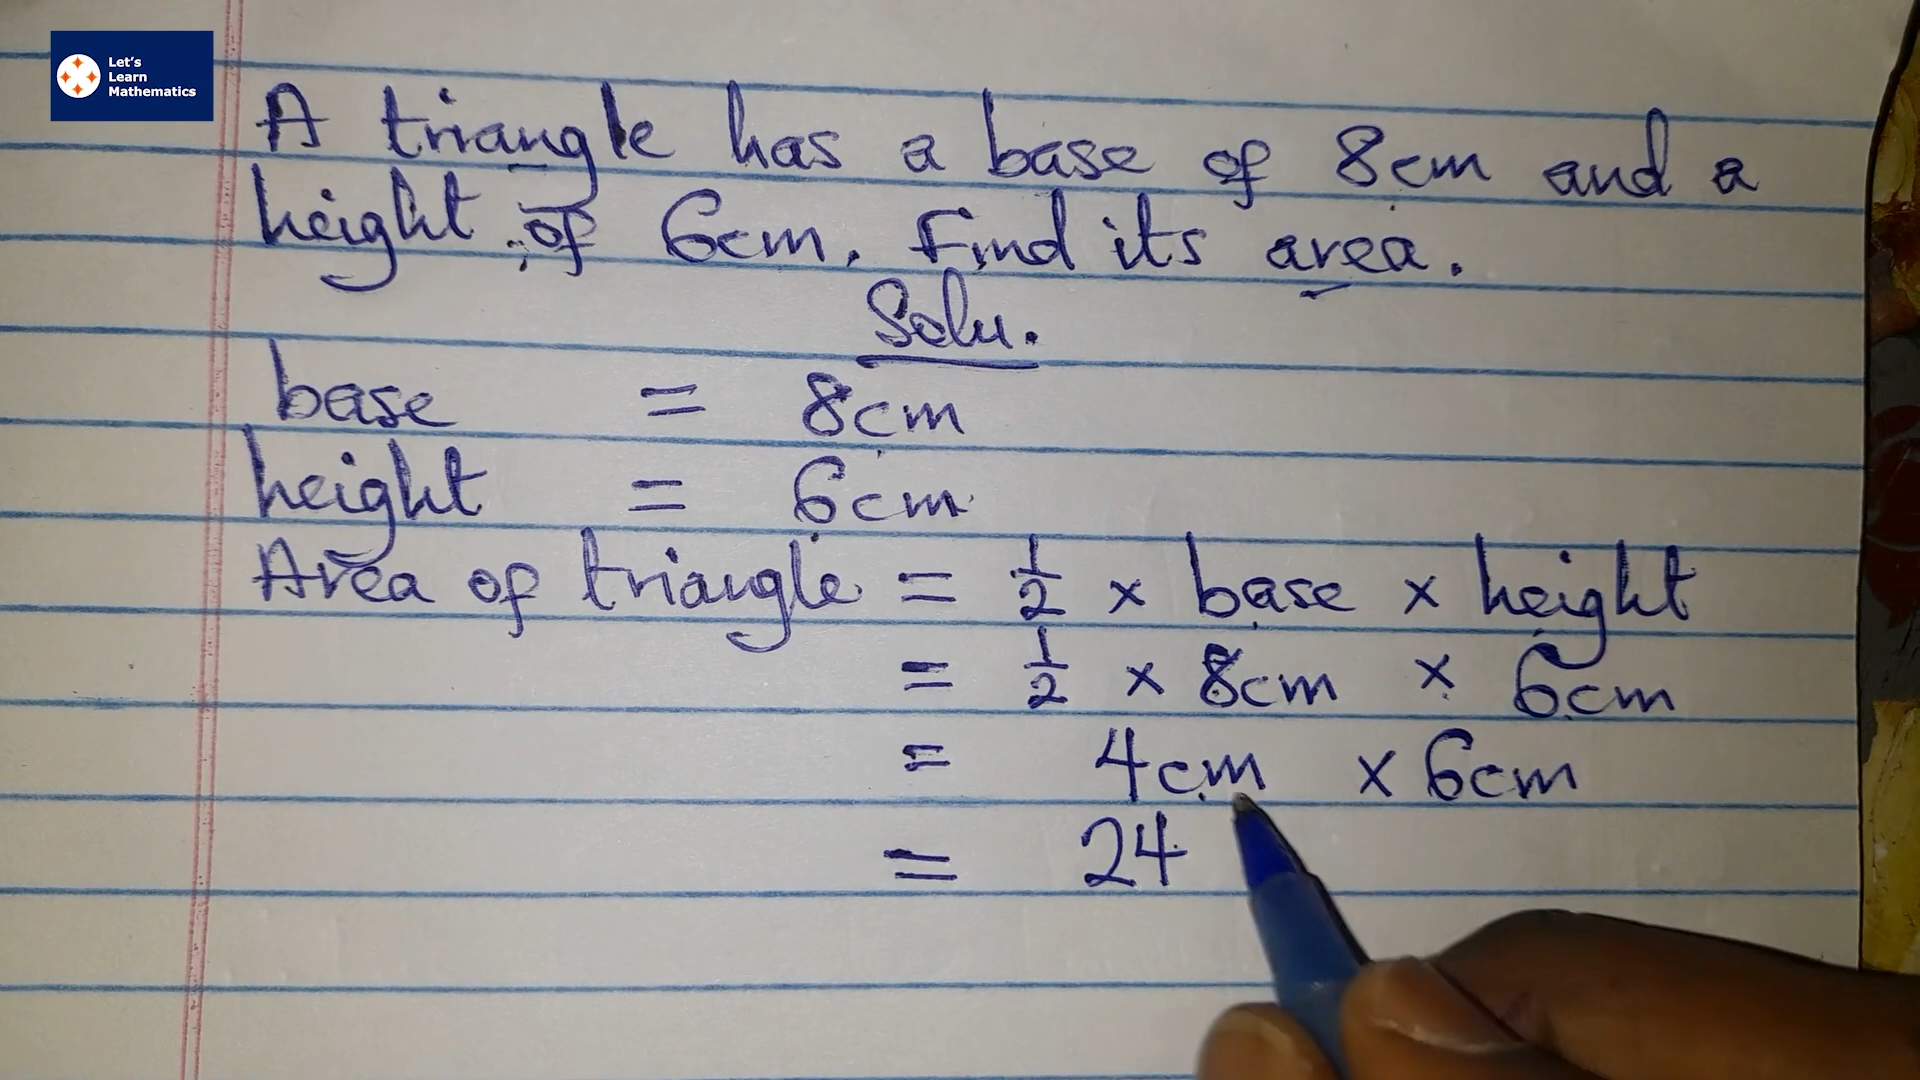 Let's
Learn
Mathematics
A triangle has a base of 8cm and a
height of 6cm. Find its area.
Solu.
base = 8cm
height = 6cm
Area of triangle = 1/2 × base × height
= 1/2 × 8cm × 6cm
= 4cm × 6cm
= 24